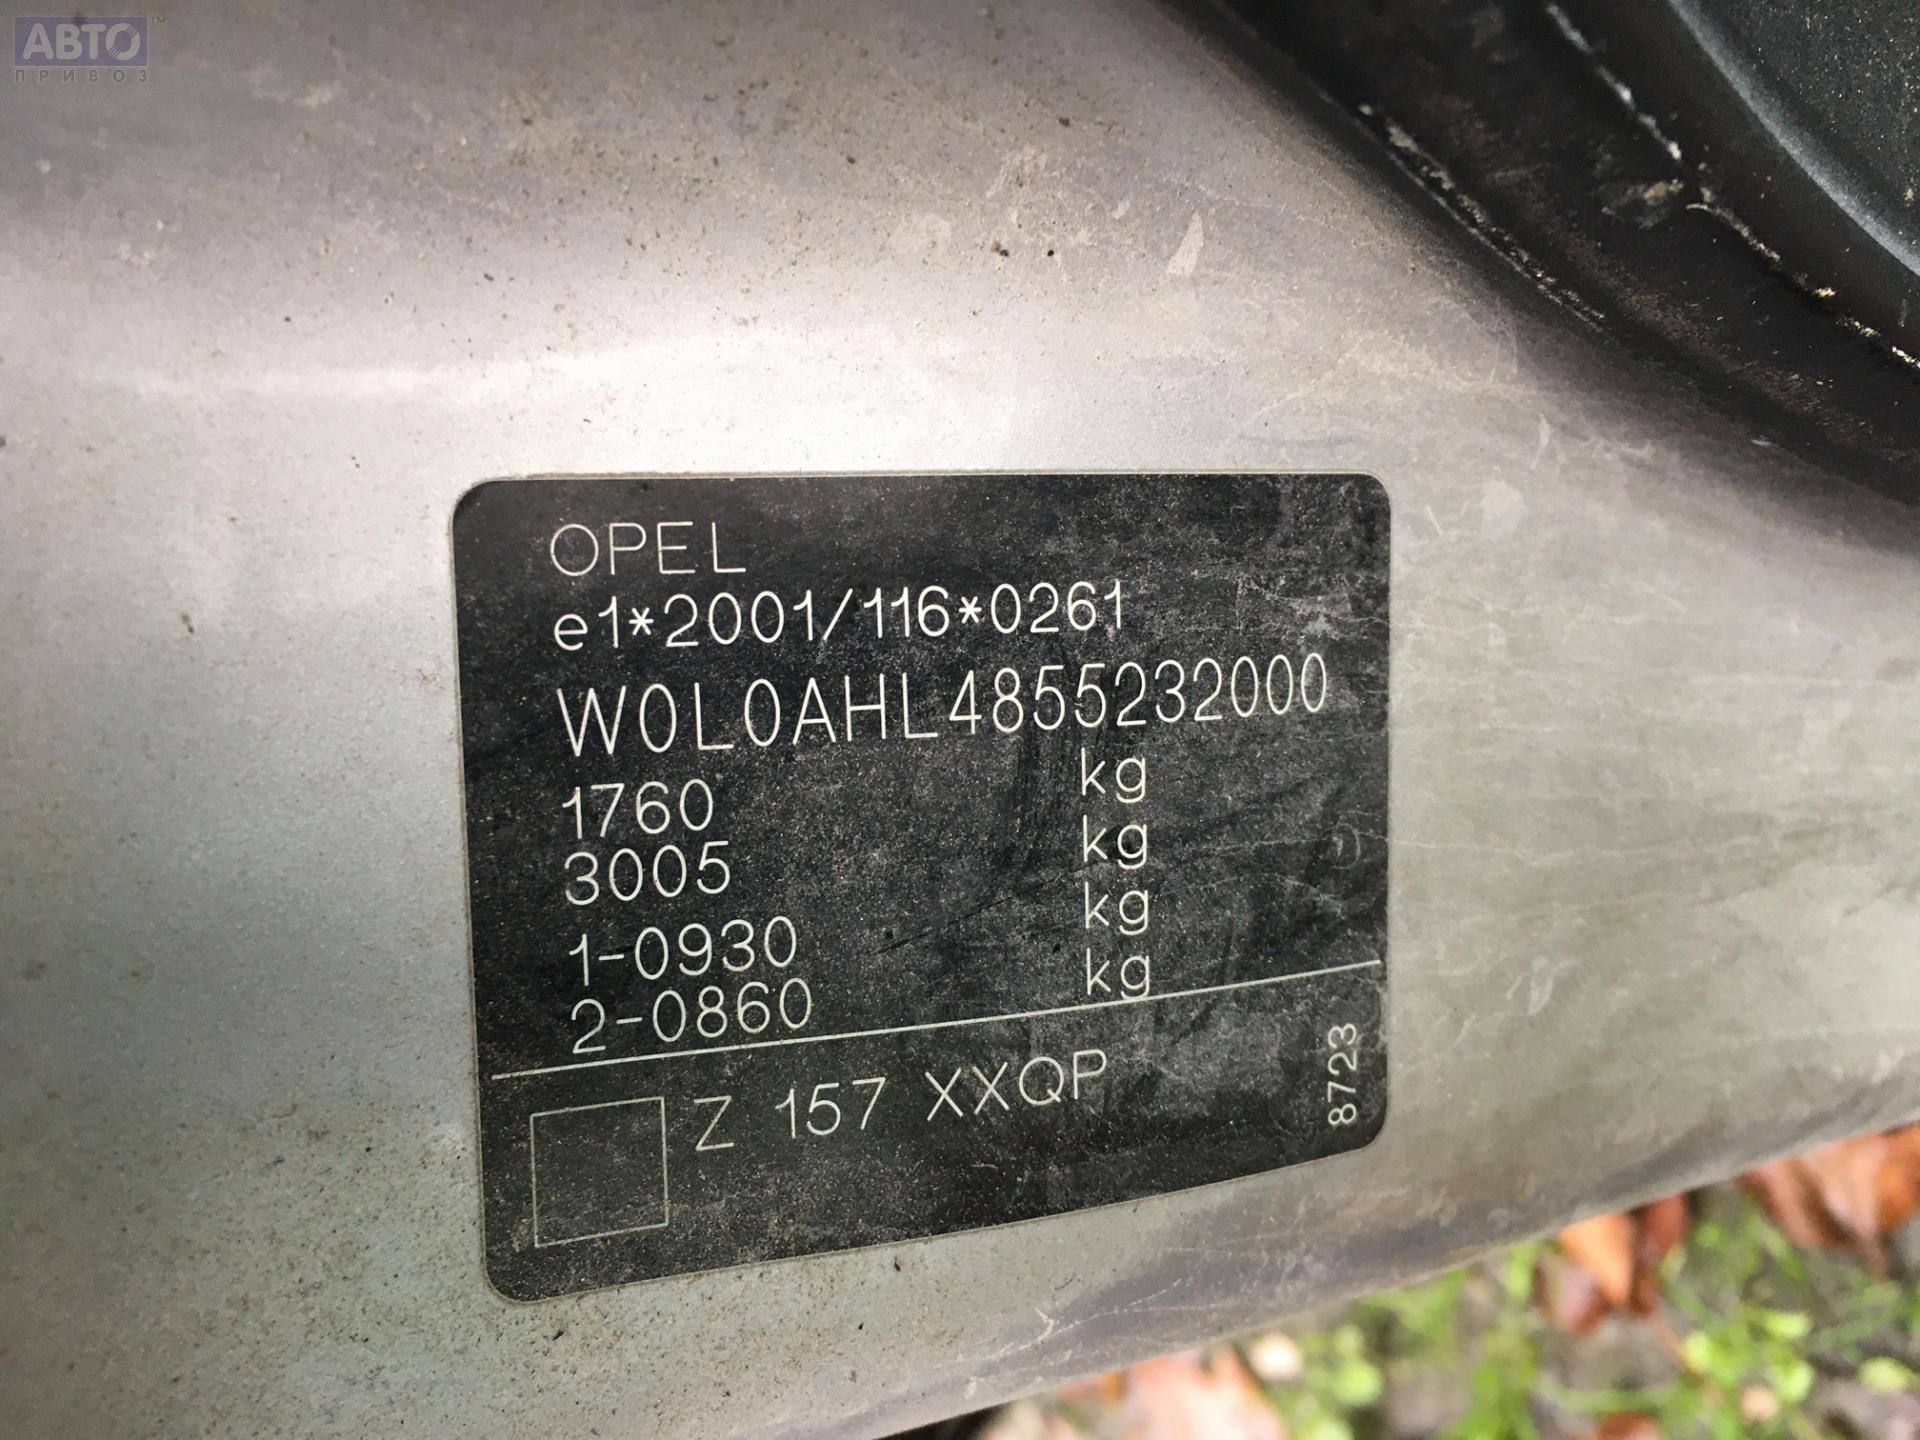 АВТО™
ПРИВОЗ
OPEL
e1*2001/116*0261
W0L0AHL4855232000
1760 kg
3005 kg
1-0930 kg
2-0860 kg
Z 157 XXQP
8723